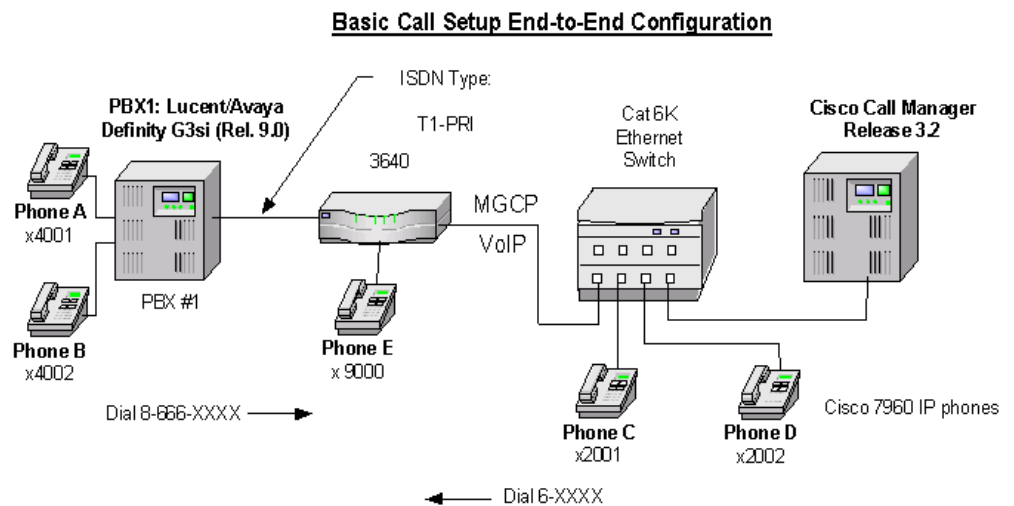 Basic Call Setup End-to-End Configuration
ISDN Type:
T1-PRI
PBX1: Lucent/Avaya
Definity G3si (Rel. 9.0)
3640
Cat 6K
Ethernet
Switch
Cisco Call Manager
Release 3.2
Phone A
x4001
MGCP
VoIP
PBX #1
Phone B
x4002
Phone E
x 9000
Dial 8-666-XXXX
Phone C
x2001
Phone D
x2002
Cisco 7960 IP phones
Dial 6-XXXX